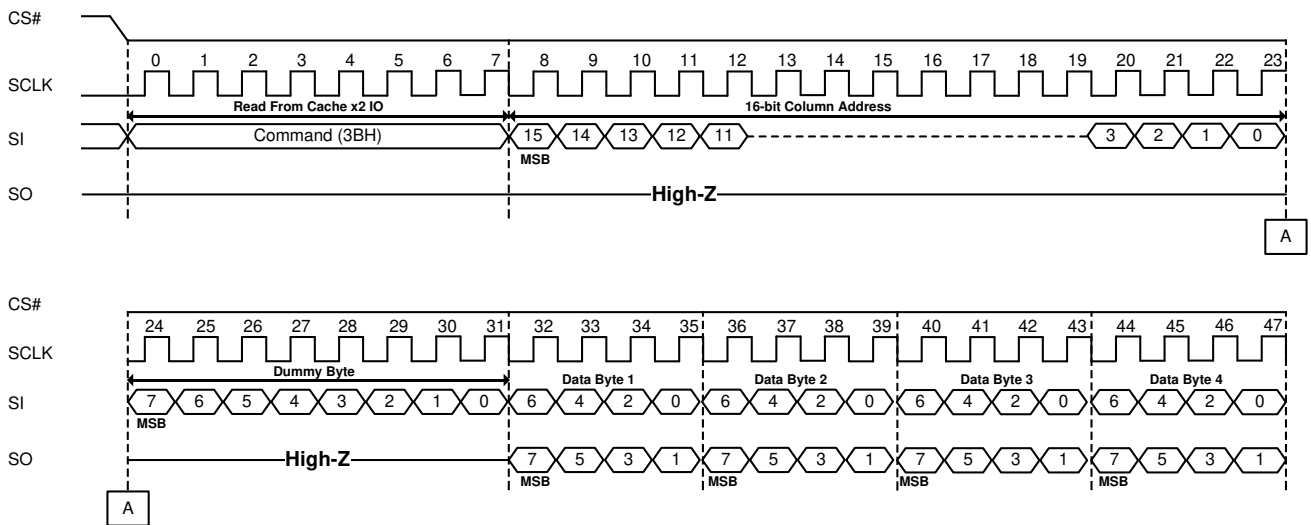 CS#
0 1 2 3 4 5 6 7 8 9 10 11 12 13 14 15 16 17 18 19 20 21 22 23
SCLK
Read From Cache x2 IO 16-bit Column Address
SI Command (3BH) 15 14 13 12 11 3 2 1 0
MSB
SO High-Z
A
CS#
24 25 26 27 28 29 30 31 32 33 34 35 36 37 38 39 40 41 42 43 44 45 46 47
SCLK
Dummy Byte Data Byte 1 Data Byte 2 Data Byte 3 Data Byte 4
SI 7 6 5 4 3 2 1 0 6 4 2 0 6 4 2 0 6 4 2 0 6 4 2 0
MSB
SO High-Z 7 5 3 1 7 5 3 1 7 5 3 1 7 5 3 1
MSB MSB MSB MSB
A